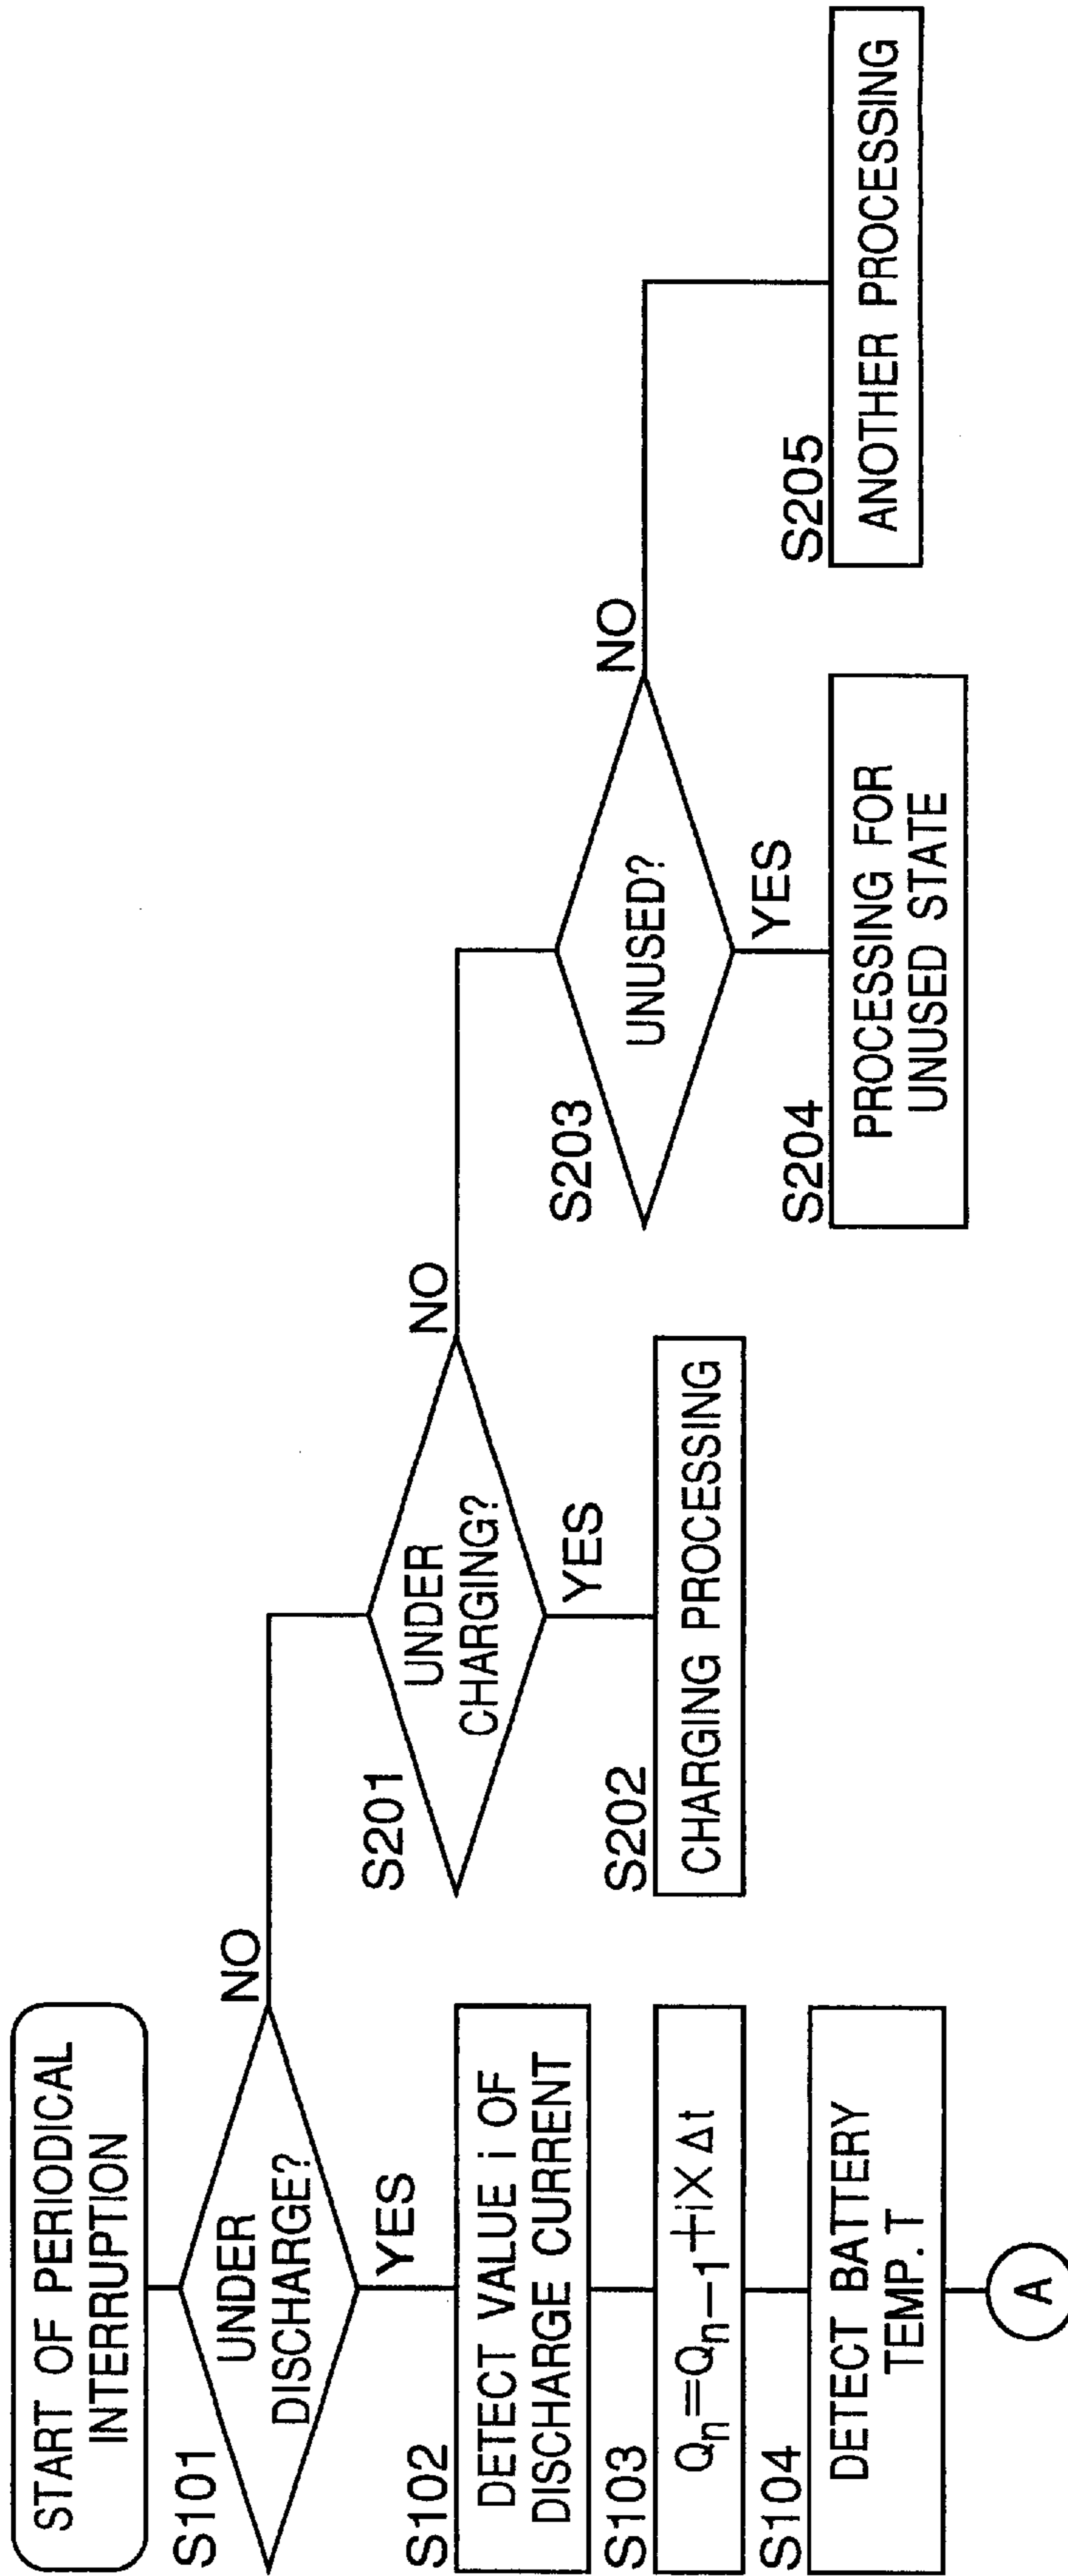 START OF PERIODICAL
INTERRUPTION
S101
UNDER
DISCHARGE?
NO
YES
S102
DETECT VALUE i OF
DISCHARGE CURRENT
S103
Qn=Qn−1+i×Δt
S104
DETECT BATTERY
TEMP. T
A
S201
UNDER
CHARGING?
NO
YES
S202
CHARGING PROCESSING
S203
UNUSED?
NO
YES
S204
PROCESSING FOR
UNUSED STATE
S205
ANOTHER PROCESSING